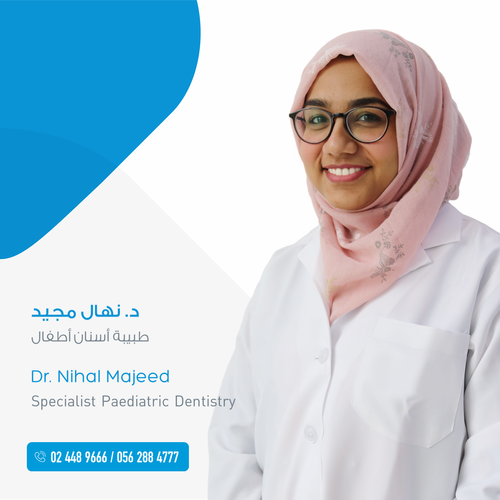 د. نهال مجيد
طبيبة أسنان أطفال
Dr. Nihal Majeed
Specialist Paediatric Dentistry
02 448 9666 / 056 288 4777